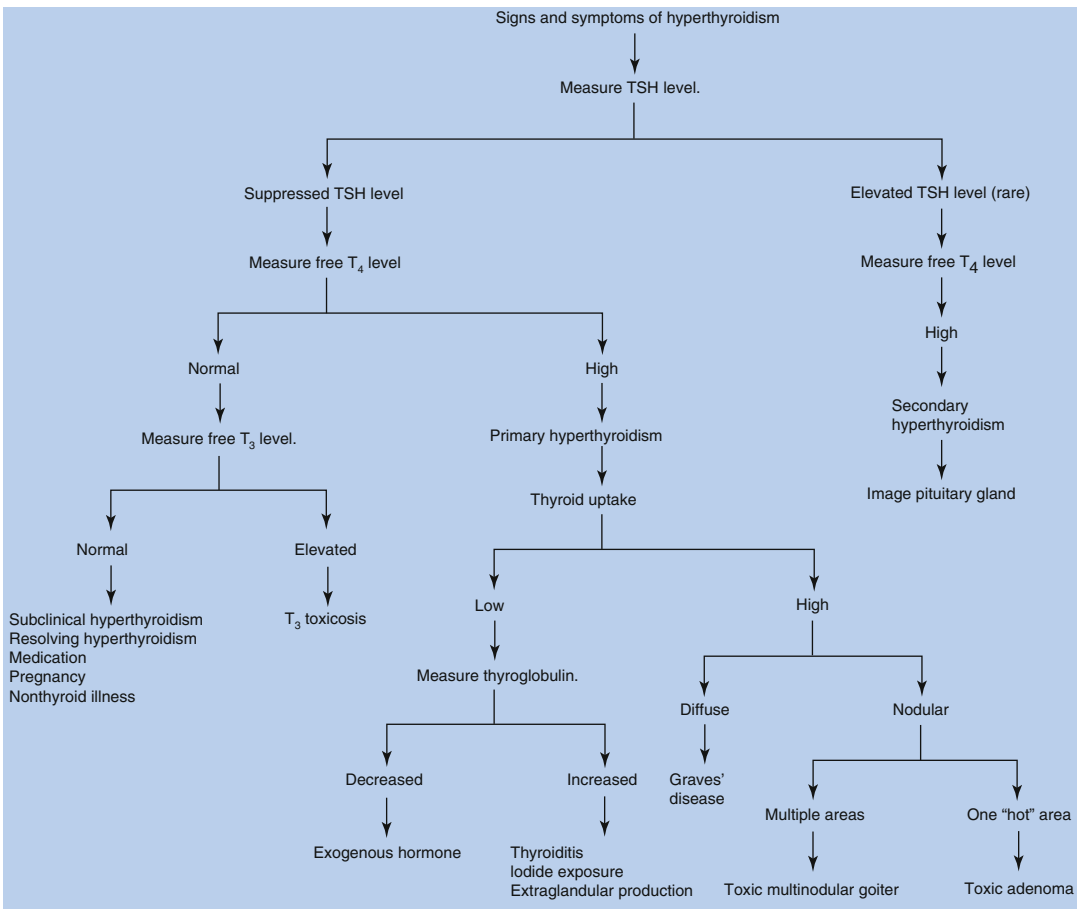 Signs and symptoms of hyperthyroidism
Measure TSH level.
Suppressed TSH level
Elevated TSH level (rare)
Measure free T4 level
Measure free T4 level
Normal
High
High
Measure free T3 level.
Primary hyperthyroidism
Secondary
hyperthyroidism
Thyroid uptake
Image pituitary gland
Normal
Elevated
Low
High
Subclinical hyperthyroidism
Resolving hyperthyroidism
Medication
Pregnancy
Nonthyroid illness
T3 toxicosis
Measure thyroglobulin.
Diffuse
Nodular
Decreased
Increased
Graves'
disease
Multiple areas
One "hot" area
Exogenous hormone
Thyroiditis
Iodide exposure
Extraglandular production
Toxic multinodular goiter
Toxic adenoma